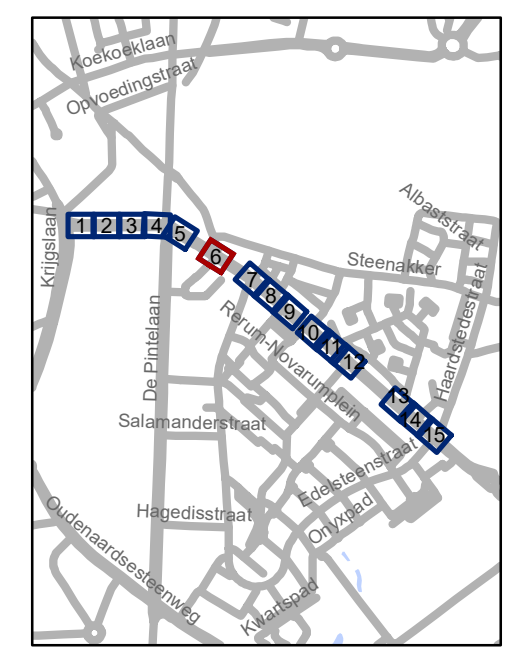 Koekoeklaan
Opvoedingstraat
Albaststraat
Krijgslaan
1
2
3
4
5
6
Steenakker
7
8
9
10
11
12
De Pintelaan
Rerum-Novarumplein
Haardstedestraat
13
14
15
Salamanderstraat
Edelsteenstraat
Onyxpad
Hagedisstraat
Oudenaardsesteenweg
Kwartspad